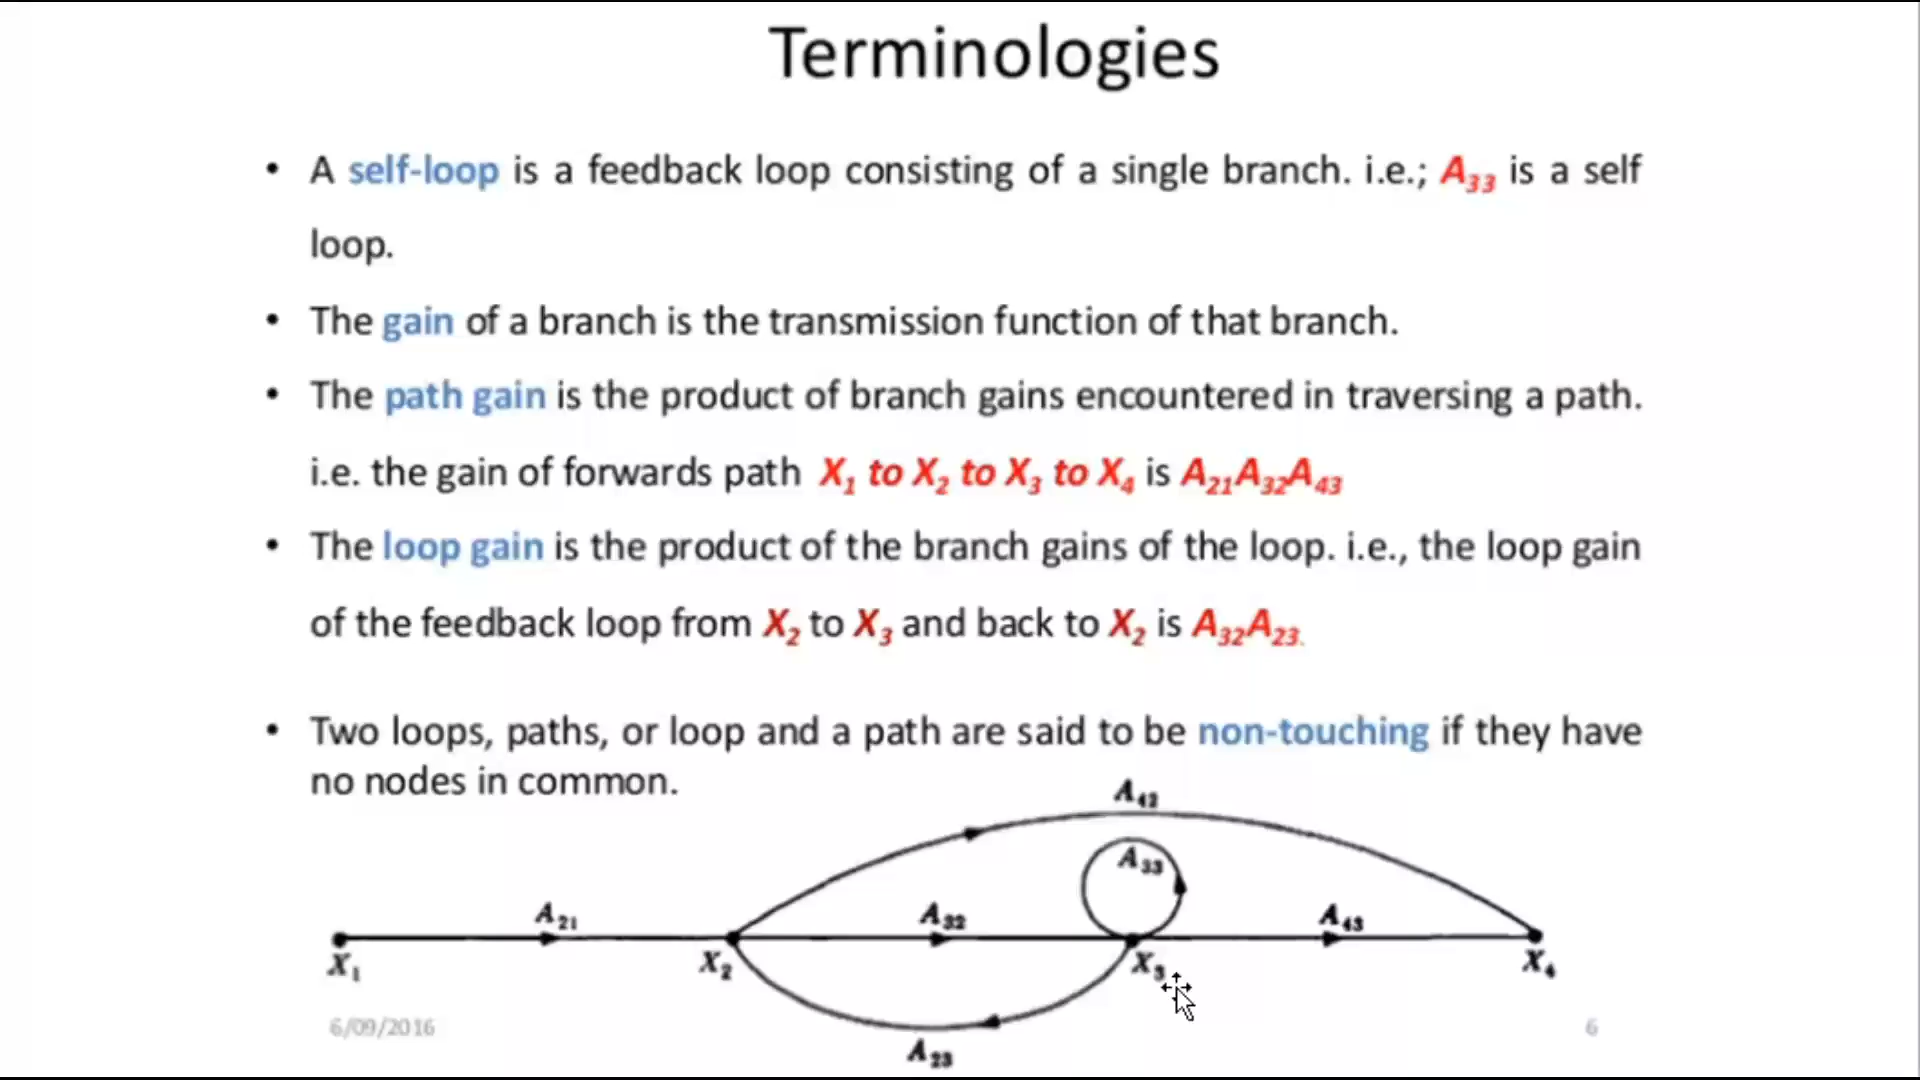 Terminologies
• A self-loop is a feedback loop consisting of a single branch. i.e.; A33 is a self
loop.
• The gain of a branch is the transmission function of that branch.
• The path gain is the product of branch gains encountered in traversing a path.
i.e. the gain of forwards path X1 to X2 to X3 to X4 is A21A32A43
• The loop gain is the product of the branch gains of the loop. i.e., the loop gain
of the feedback loop from X2 to X3 and back to X2 is A32A23.
• Two loops, paths, or loop and a path are said to be non-touching if they have
no nodes in common.
A42
A33
A21 A32 A43
X1 X2 X3 X4
6/09/2016 6
A23